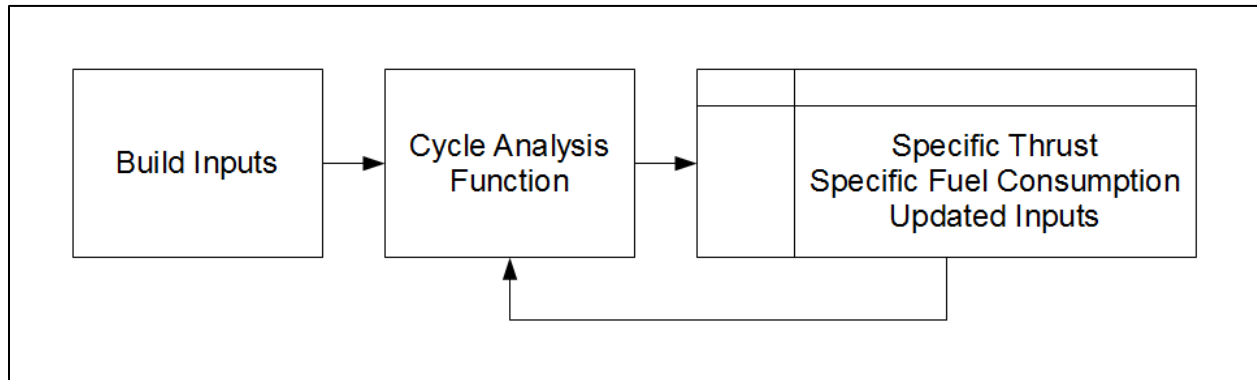 Build Inputs
Cycle Analysis
Function
Specific Thrust
Specific Fuel Consumption
Updated Inputs